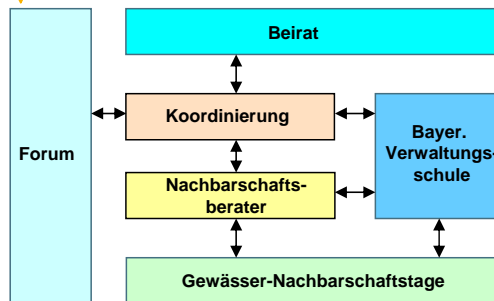 Beirat
Koordinierung
Forum
Bayer.
Verwaltungs-
schule
Nachbarschafts-
berater
Gewässer-Nachbarschaftstage